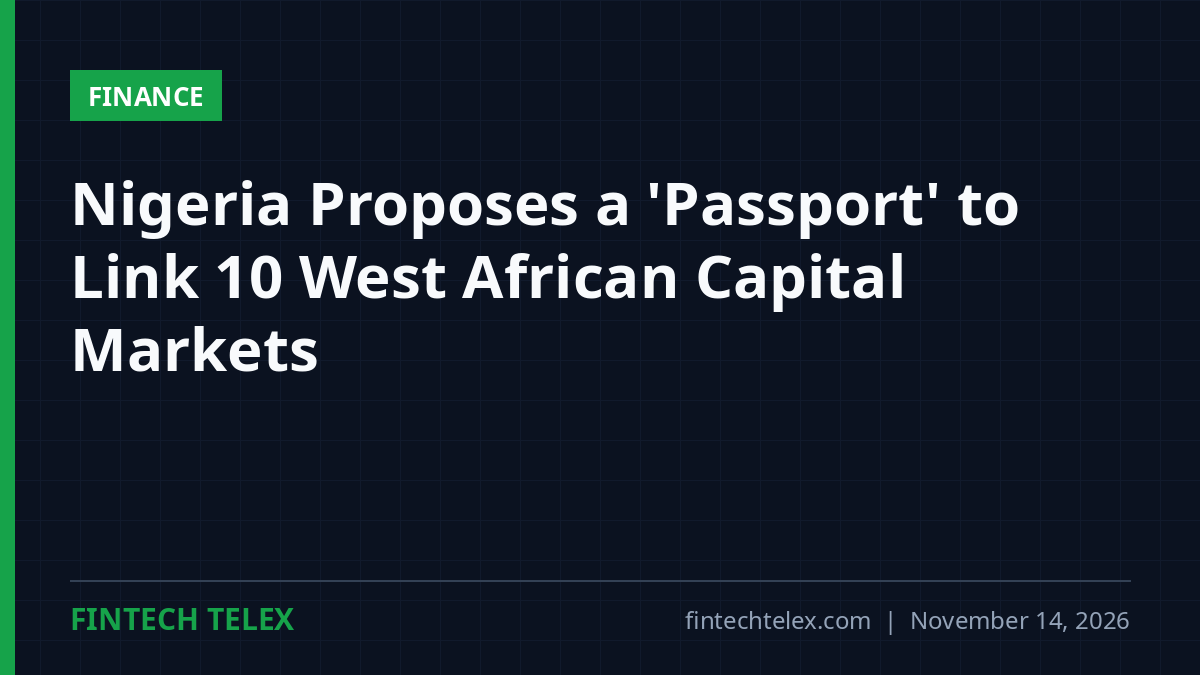 FINANCE
Nigeria Proposes a 'Passport' to
Link 10 West African Capital
Markets
FINTECH TELEX
fintechtelex.com | November 14, 2026